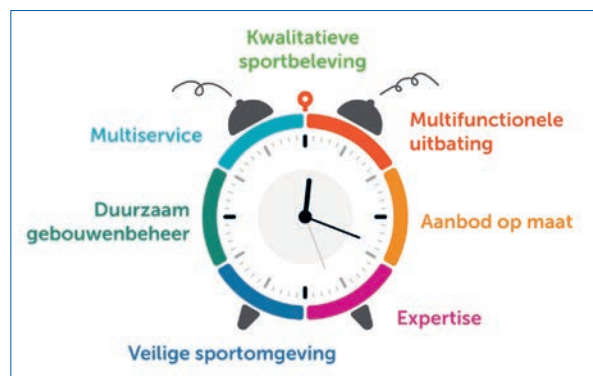 Kwalitatieve
sportbeleving
Multiservice
Multifunctionele
uitbating
Duurzaam
gebouwenbeheer
Aanbod op maat
Expertise
Veilige sportomgeving